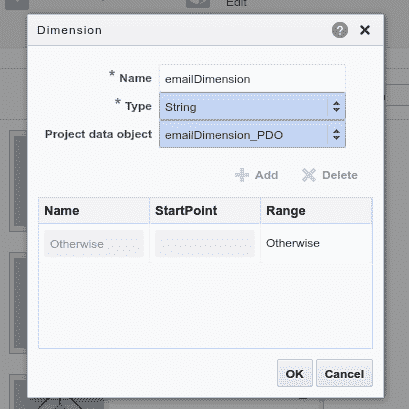 Edit
Dimension
* Name emailDimension
* Type String
Project data object emailDimension_PDO
Add Delete
Name StartPoint Range
Otherwise Otherwise
OK Cancel